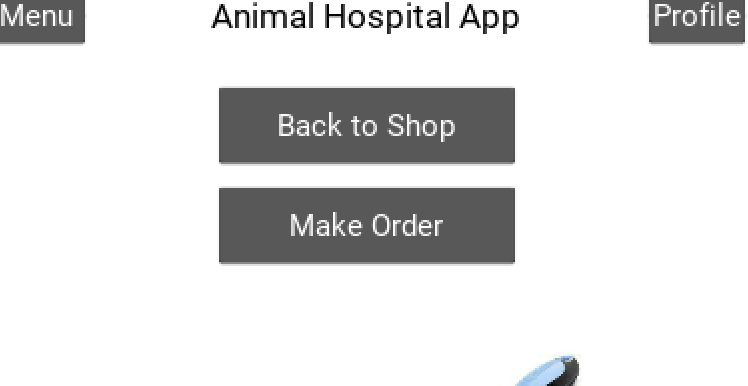 Menu
Animal Hospital App
Profile
Back to Shop
Make Order